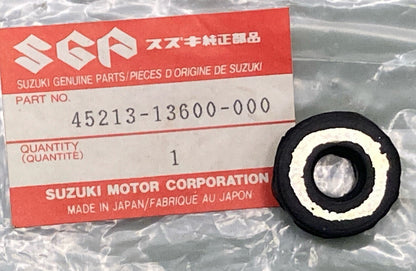 SGP スズキ純正部品
SUZUKI GENUINE PARTS/PIECES D'ORIGINE DE SUZUKI
PART NO.
45213-13600-000
QUANTITY
(QUANTITÉ)
1
SUZUKI MOTOR CORPORATION
MADE IN JAPAN/FABRIQUE AU JAPON